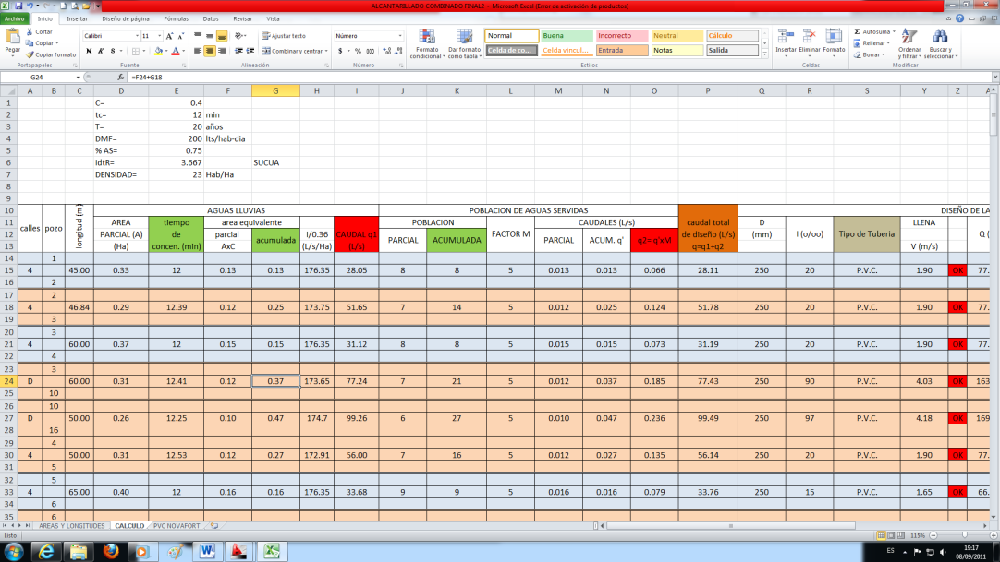 ALCANTARILLADO COMBINADO FINAL2 - Microsoft Excel (Error de activación de productos)
Archivo Inicio Insertar Diseño de página Fórmulas Datos Revisar Vista
Cortar
Copiar
Copiar formato
Pegar
Portapapeles
Calibri 11
N K S
Fuente
Ajustar texto
Combinar y centrar
Alineación
Número
$ % 000
Número
Formato condicional
Dar formato como tabla
Normal Buena Incorrecto Neutral Cálculo
Celda de co... Celda vincul... Entrada Notas Salida
Estilos
Insertar Eliminar Formato
Celdas
Autosuma
Rellenar
Borrar
Ordenar y filtrar
Buscar y seleccionar
Modificar
G24 fx =F24+G18
A B C D E F G H I J K L M N O P Q R S Y Z
1 C= 0.4
2 tc= 12 min
3 T= 20 años
4 DMF= 200 lts/hab-dia
5 % AS= 0.75
6 IdtR= 3.667 SUCUA
7 DENSIDAD= 23 Hab/Ha
8
9
10 calles pozo longitud (m) AGUAS LLUVIAS POBLACION DE AGUAS SERVIDAS caudal total de diseño (L/s) q=q1+q2 DISEÑO DE LA
11 AREA tiempo area equivalente POBLACION CAUDALES (L/s) D LLENA
12 PARCIAL (A) de parcial acumulada I/0.36 CAUDAL q1 PARCIAL ACUMULADA FACTOR M PARCIAL ACUM. q' q2= q'xM (mm) I (o/oo) Tipo de Tuberia Q (
13 (Ha) concen. (min) AxC (L/s/Ha) (L/s) V (m/s)
14 1
15 4 45.00 0.33 12 0.13 0.13 176.35 28.05 8 8 5 0.013 0.013 0.066 28.11 250 20 P.V.C. 1.90 OK 77.
16 2
17 2
18 4 46.84 0.29 12.39 0.12 0.25 173.75 51.65 7 14 5 0.012 0.025 0.124 51.78 250 20 P.V.C. 1.90 OK 77.
19 3
20 3
21 4 60.00 0.37 12 0.15 0.15 176.35 31.12 8 8 5 0.015 0.015 0.073 31.19 250 20 P.V.C. 1.90 OK 77.
22 4
23 3
24 D 60.00 0.31 12.41 0.12 0.37 173.65 77.24 7 21 5 0.012 0.037 0.185 77.43 250 90 P.V.C. 4.03 OK 163
25 10
26 10
27 D 50.00 0.26 12.25 0.10 0.47 174.7 99.26 6 27 5 0.010 0.047 0.236 99.49 250 97 P.V.C. 4.18 OK 169
28 16
29 4
30 4 50.00 0.31 12.53 0.12 0.27 172.91 56.00 7 16 5 0.012 0.027 0.135 56.14 250 20 P.V.C. 1.90 OK 77.
31 5
32 5
33 4 65.00 0.40 12 0.16 0.16 176.35 33.68 9 9 5 0.016 0.016 0.079 33.76 250 15 P.V.C. 1.65 OK 66.
34 6
35 6
AREAS Y LONGITUDES CALCULO PVC NOVAFORT
Listo 115%
ES 19:17
08/09/2011